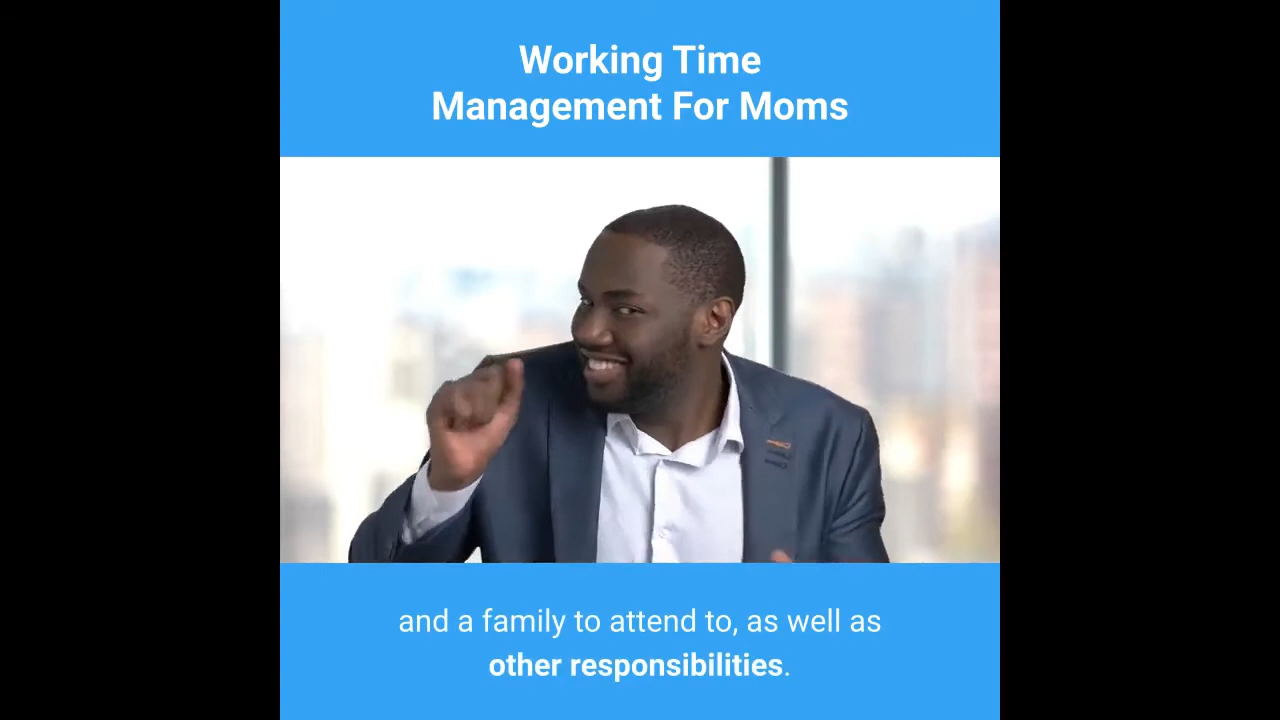 Working Time
Management For Moms
and a family to attend to, as well as
other responsibilities.